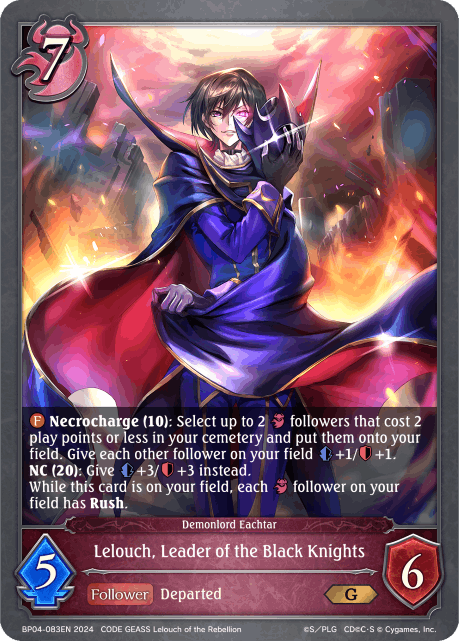 7
F Necrocharge (10): Select up to 2 followers that cost 2
play points or less in your cemetery and put them onto your
field. Give each other follower on your field +1/ +1.
NC (20): Give +3/ +3 instead.
While this card is on your field, each follower on your
field has Rush.
Demonlord Eachtar
Lelouch, Leader of the Black Knights
5
Follower Departed
G
6
BP04-083EN 2024 CODE GEASS Lelouch of the Rebellion ©S/PLG CD©C·S © Cygames, Inc.